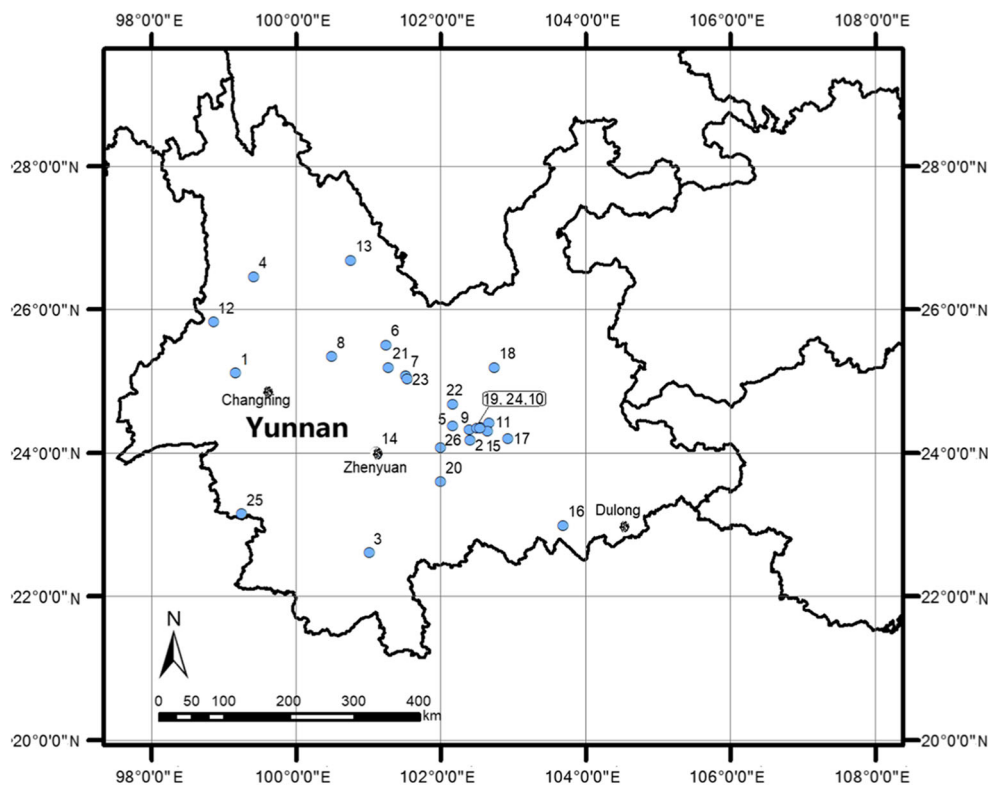 98°0'0"E 100°0'0"E 102°0'0"E 104°0'0"E 106°0'0"E 108°0'0"E
28°0'0"N 28°0'0"N
13
4
26°0'0"N 26°0'0"N
12
6
8
21
7
18
1
23
Changning
22
19. 24. 10
Yunnan
5
9
11
14
26
2
15
17
24°0'0"N 24°0'0"N
Zhenyuan
20
25
16
Dulong
3
22°0'0"N 22°0'0"N
N
0 50 100 200 300 400
km
20°0'0"N 20°0'0"N
98°0'0"E 100°0'0"E 102°0'0"E 104°0'0"E 106°0'0"E 108°0'0"E